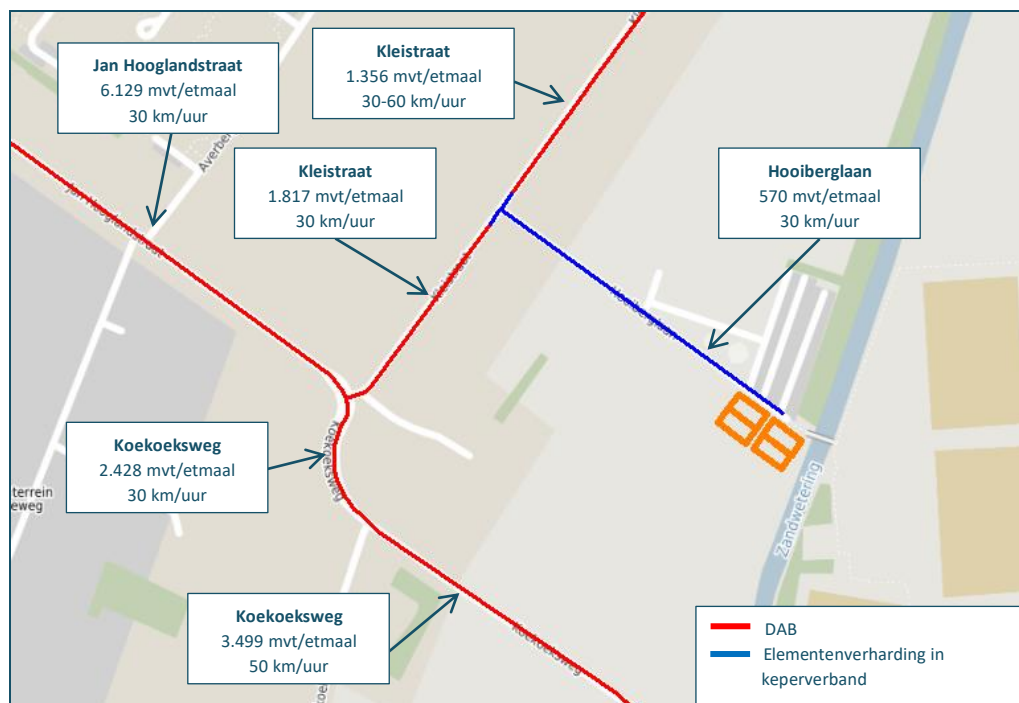 Jan Hooglandstraat
6.129 mvt/etmaal
30 km/uur
Kleistraat
1.356 mvt/etmaal
30-60 km/uur
Kleistraat
1.817 mvt/etmaal
30 km/uur
Hooiberglaan
570 mvt/etmaal
30 km/uur
Jan Hooglandstraat
Kleistraat
Hooiberglaan
Koekoeksweg
2.428 mvt/etmaal
30 km/uur
Koekoeksweg
terrein
eweg
Zandwetering
Koekoeksweg
3.499 mvt/etmaal
50 km/uur
Koekoeksweg
DAB
Elementenverharding in
keperverband